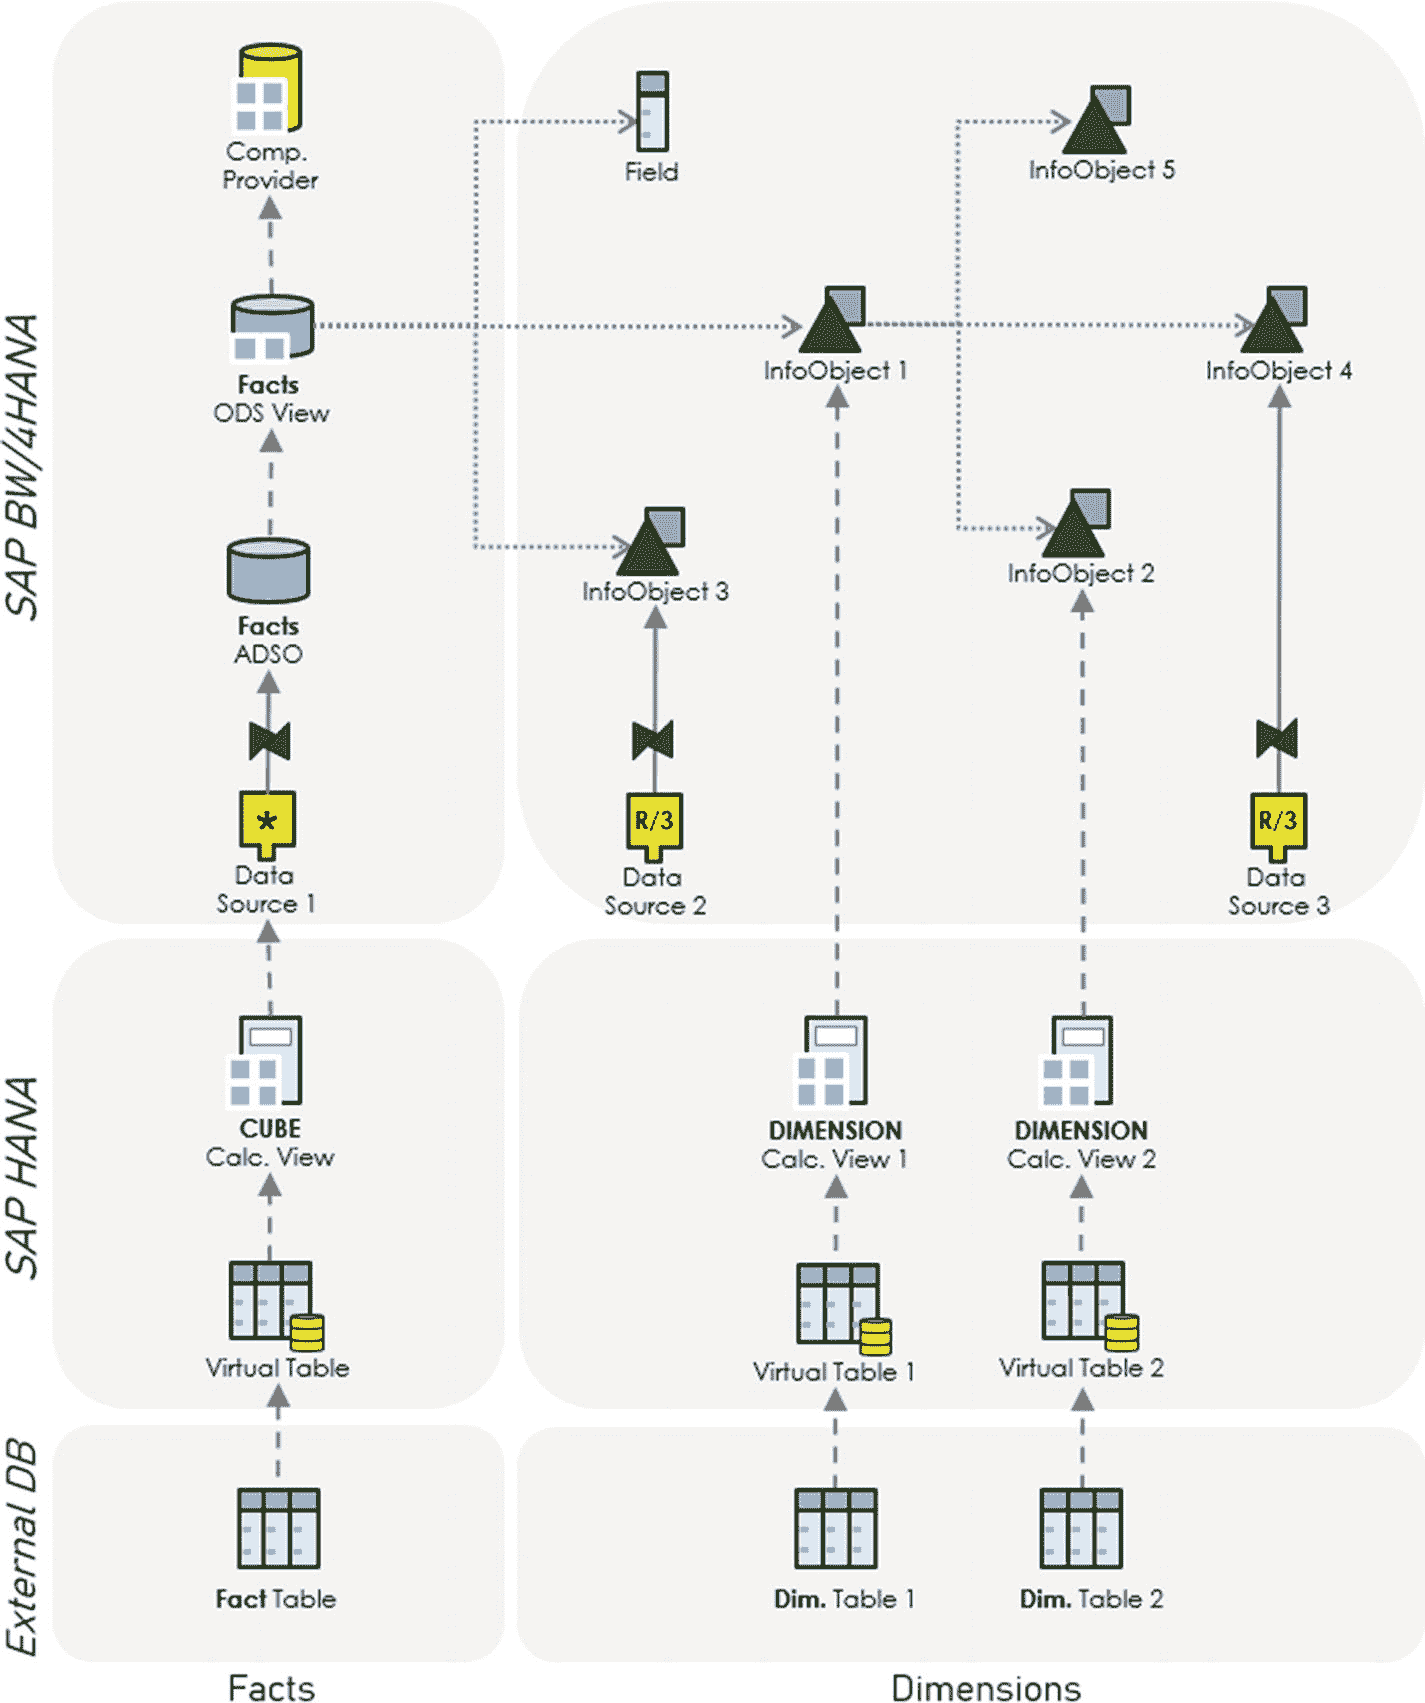 Comp.
Provider
Field
InfoObject 5
SAP BW/4HANA
Facts
ODS View
InfoObject 1
InfoObject 4
Facts
ADSO
InfoObject 3
InfoObject 2
*
Data
Source 1
R/3
Data
Source 2
R/3
Data
Source 3
SAP HANA
CUBE
Calc. View
DIMENSION
Calc. View 1
DIMENSION
Calc. View 2
Virtual Table
Virtual Table 1
Virtual Table 2
External DB
Fact Table
Dim. Table 1
Dim. Table 2
Facts
Dimensions